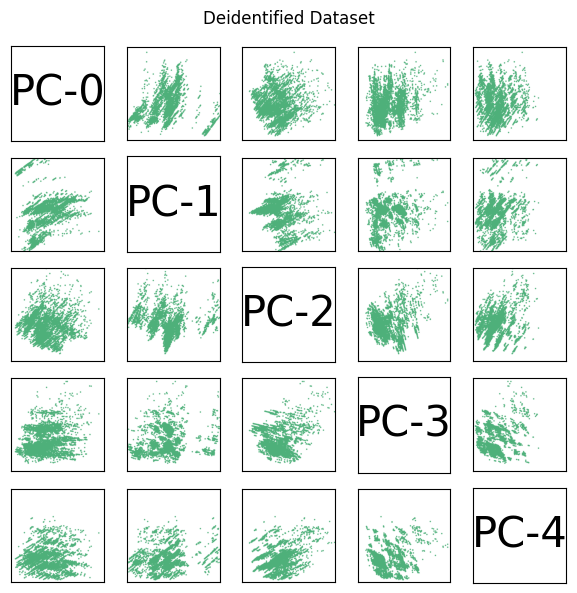 Deidentified Dataset
PC-0
PC-1
PC-2
PC-3
PC-4